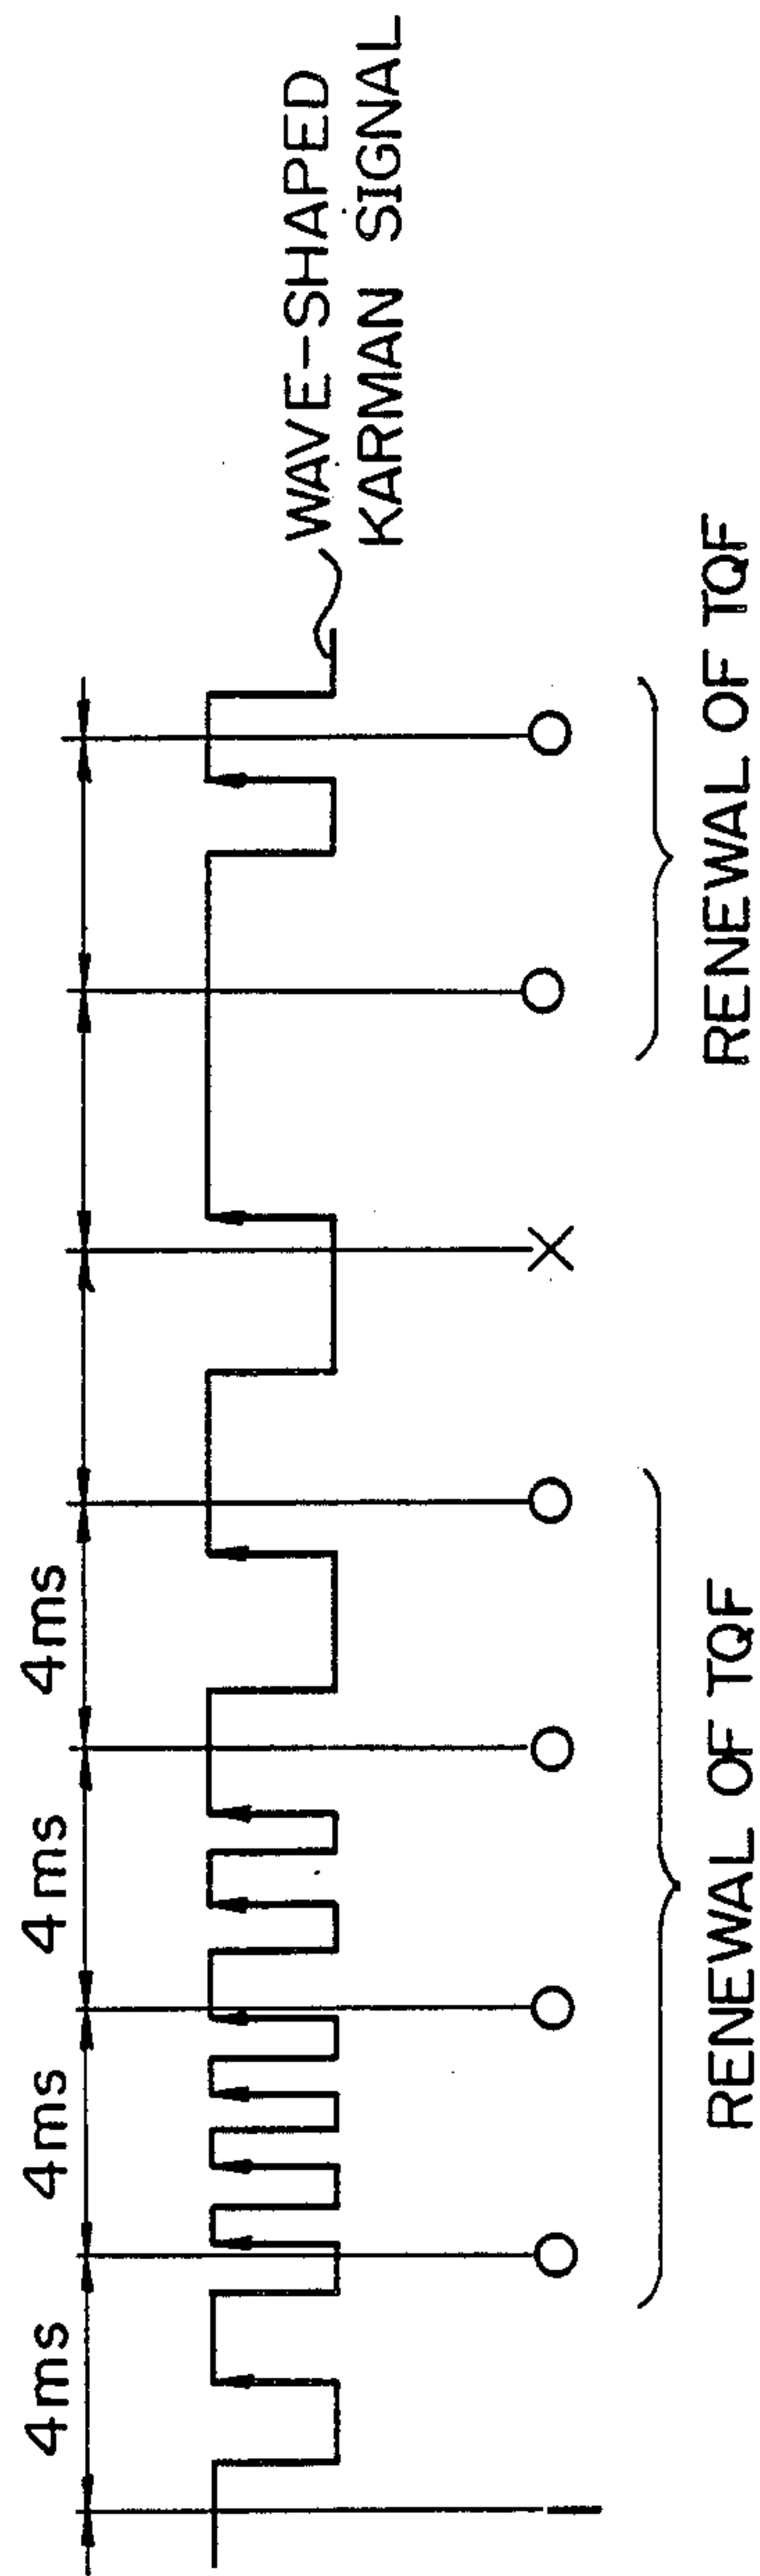 4ms
4ms
4ms
4ms
WAVE-SHAPED
KARMAN SIGNAL
RENEWAL OF TQF
RENEWAL OF TQF